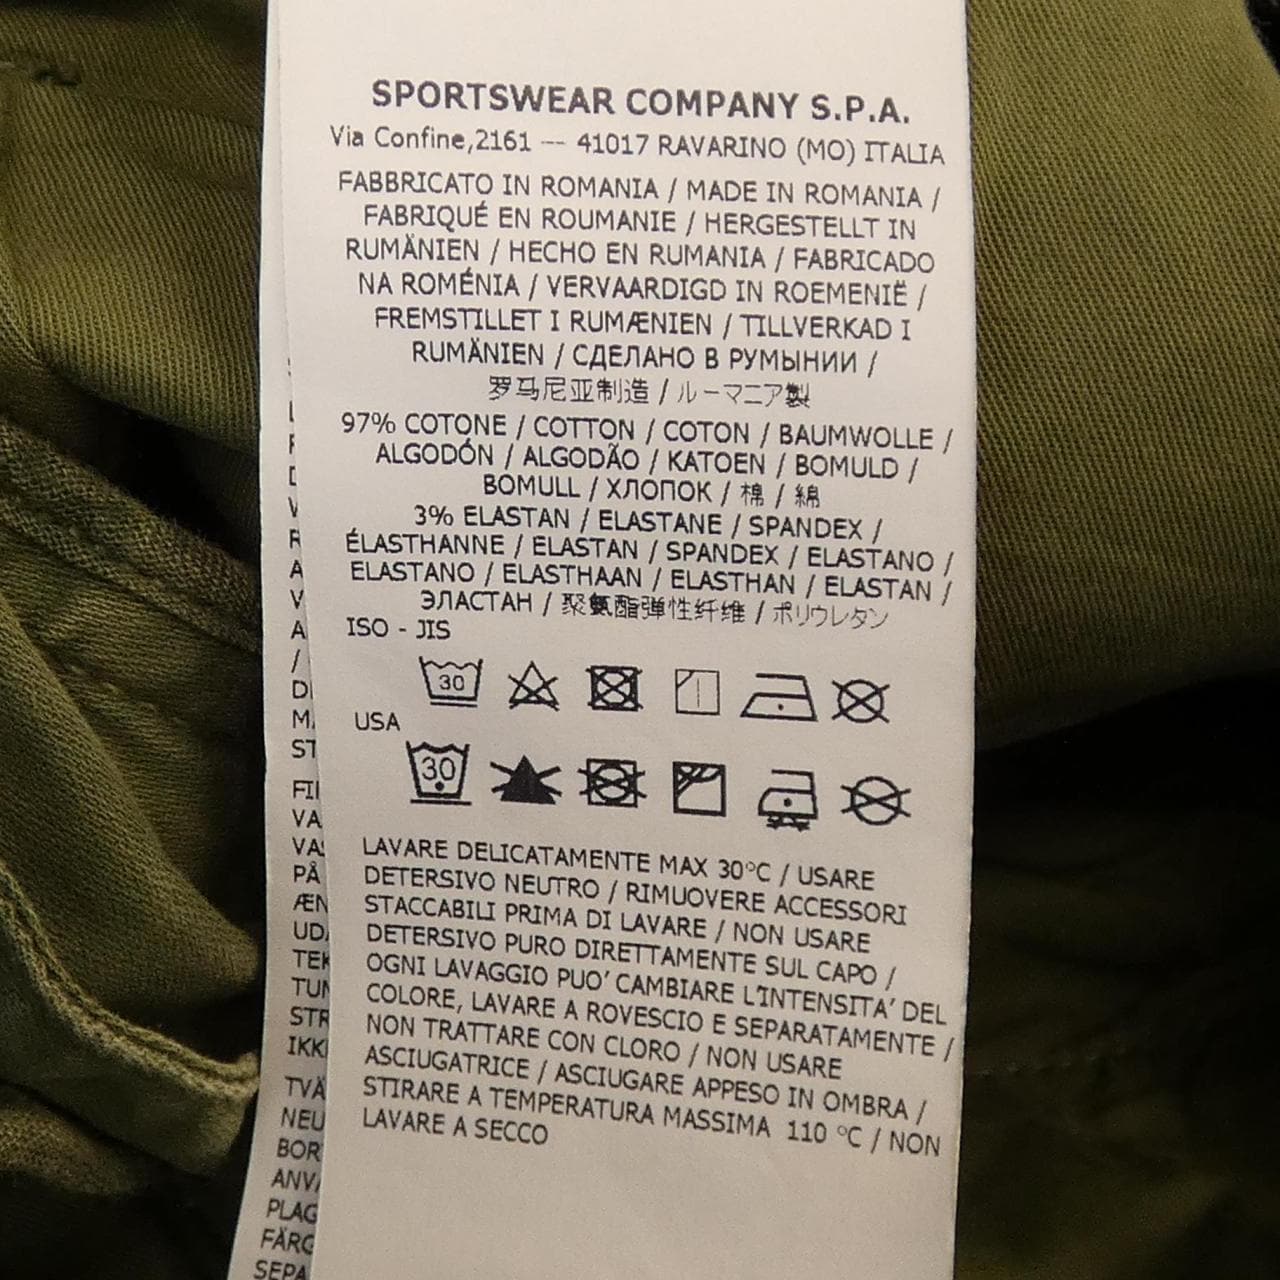 SPORTSWEAR COMPANY S.P.A.
Via Confine,2161 --- 41017 RAVARINO (MO) ITALIA
FABBRICATO IN ROMANIA / MADE IN ROMANIA /
FABRIQUÉ EN ROUMANIE / HERGESTELLT IN
RUMÄNIEN / HECHO EN RUMANIA / FABRICADO
NA ROMÉNIA / VERVAARDIGD IN ROEMENIË /
FREMSTILLET I RUMÆNIEN / TILLVERKAD I
RUMÄNIEN / СДЕЛАНО В РУМЫНИИ /
罗马尼亚制造 / ルーマニア製
97% COTONE / COTTON / COTON / BAUMWOLLE /
ALGODÓN / ALGODÃO / KATOEN / BOMULD /
BOMULL / ХЛОПОК / 棉 / 綿
3% ELASTAN / ELASTANE / SPANDEX /
ÉLASTHANNE / ELASTAN / SPANDEX / ELASTANO /
ELASTANO / ELASTHAAN / ELASTHAN / ELASTAN /
ЭЛАСТАН / 聚氨酯弹性纤维 / ポリウレタン
ISO - JIS
30
USA
30
LAVARE DELICATAMENTE MAX 30°C / USARE
DETERSIVO NEUTRO / RIMUOVERE ACCESSORI
STACCABILI PRIMA DI LAVARE / NON USARE
DETERSIVO PURO DIRETTAMENTE SUL CAPO /
OGNI LAVAGGIO PUO' CAMBIARE L'INTENSITA' DEL
COLORE, LAVARE A ROVESCIO E SEPARATAMENTE /
NON TRATTARE CON CLORO / NON USARE
ASCIUGATRICE / ASCIUGARE APPESO IN OMBRA /
STIRARE A TEMPERATURA MASSIMA 110 °C / NON
LAVARE A SECCO